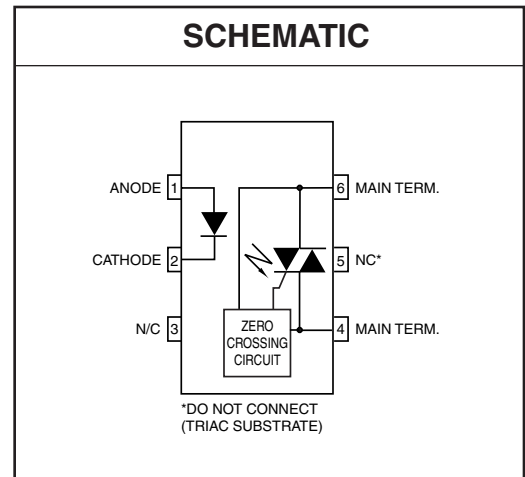 SCHEMATIC
ANODE 1
6 MAIN TERM.
CATHODE 2
5 NC*
N/C 3
ZERO
CROSSING
CIRCUIT
4 MAIN TERM.
*DO NOT CONNECT
(TRIAC SUBSTRATE)